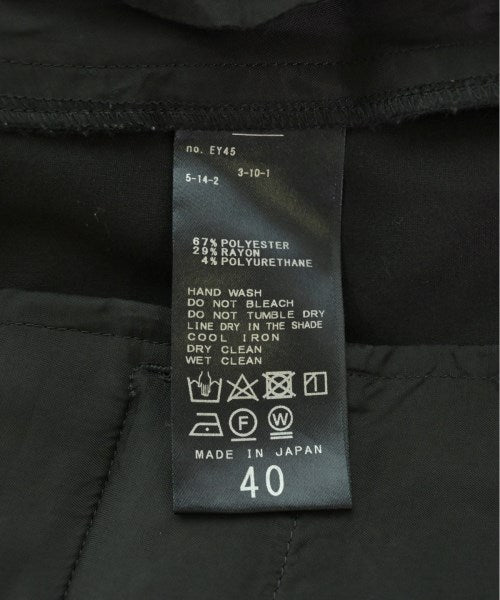 no. EY45
3-10-1
5-14-2
67% POLYESTER
29% RAYON
4% POLYURETHANE
HAND WASH
DO NOT BLEACH
DO NOT TUMBLE DRY
LINE DRY IN THE SHADE
COOL IRON
DRY CLEAN
WET CLEAN
F W
MADE IN JAPAN
40